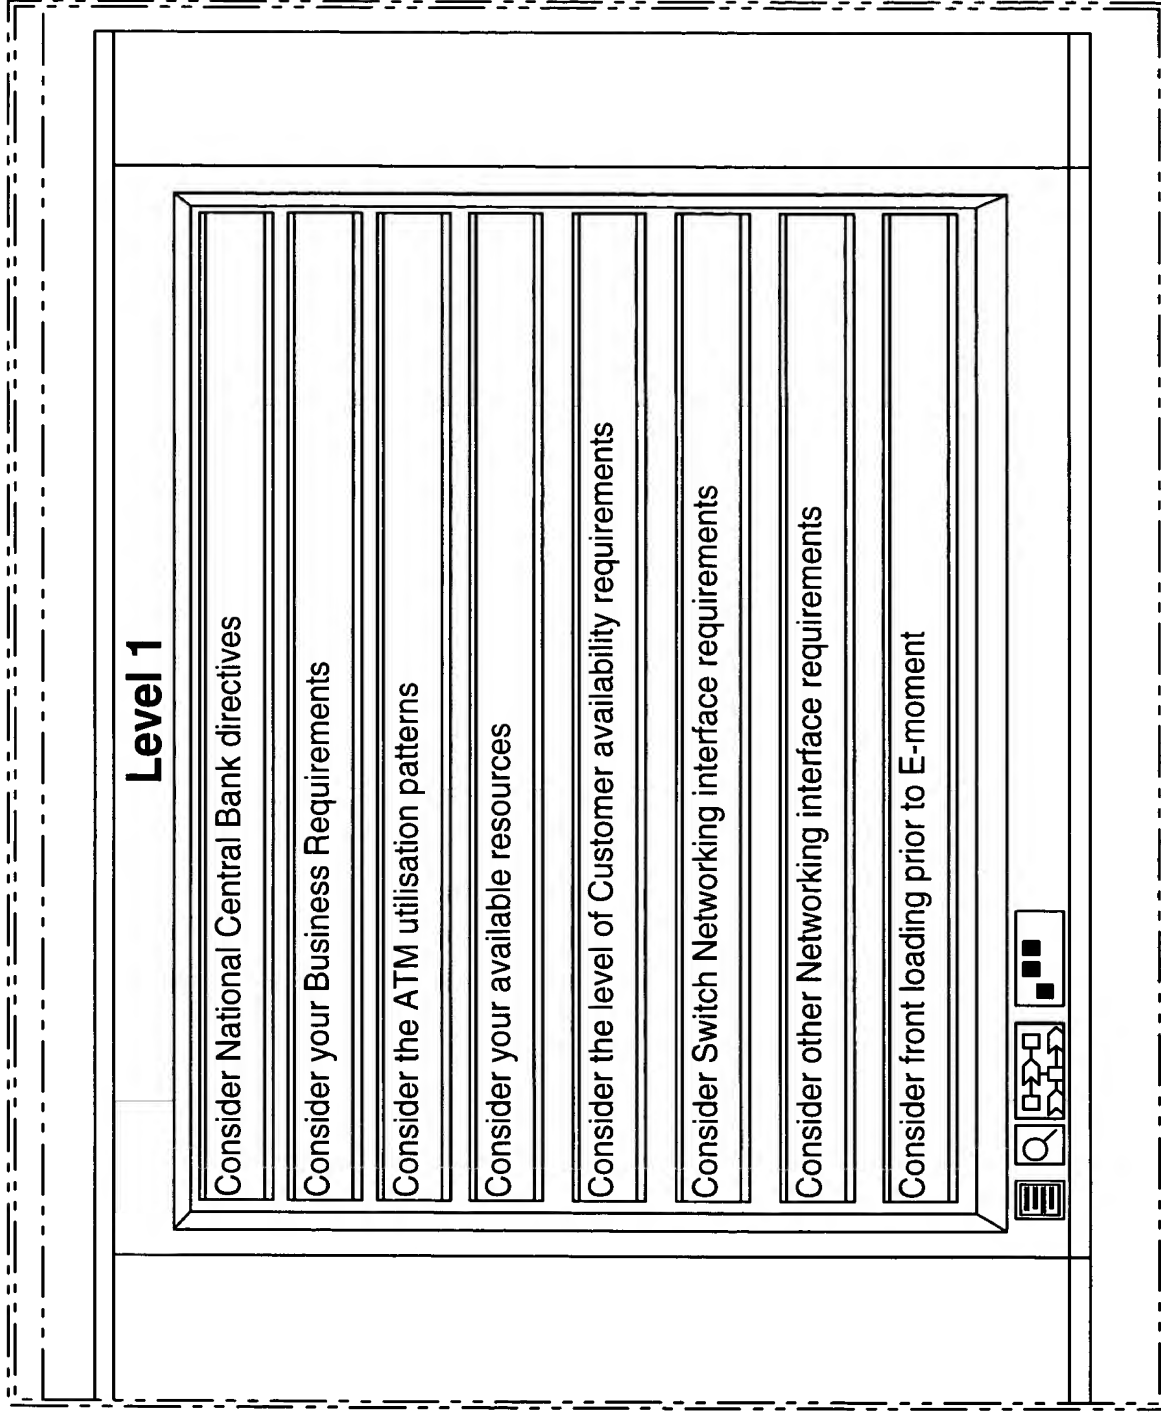 Level 1
Consider National Central Bank directives
Consider your Business Requirements
Consider the ATM utilisation patterns
Consider your available resources
Consider the level of Customer availability requirements
Consider Switch Networking interface requirements
Consider other Networking interface requirements
Consider front loading prior to E-moment